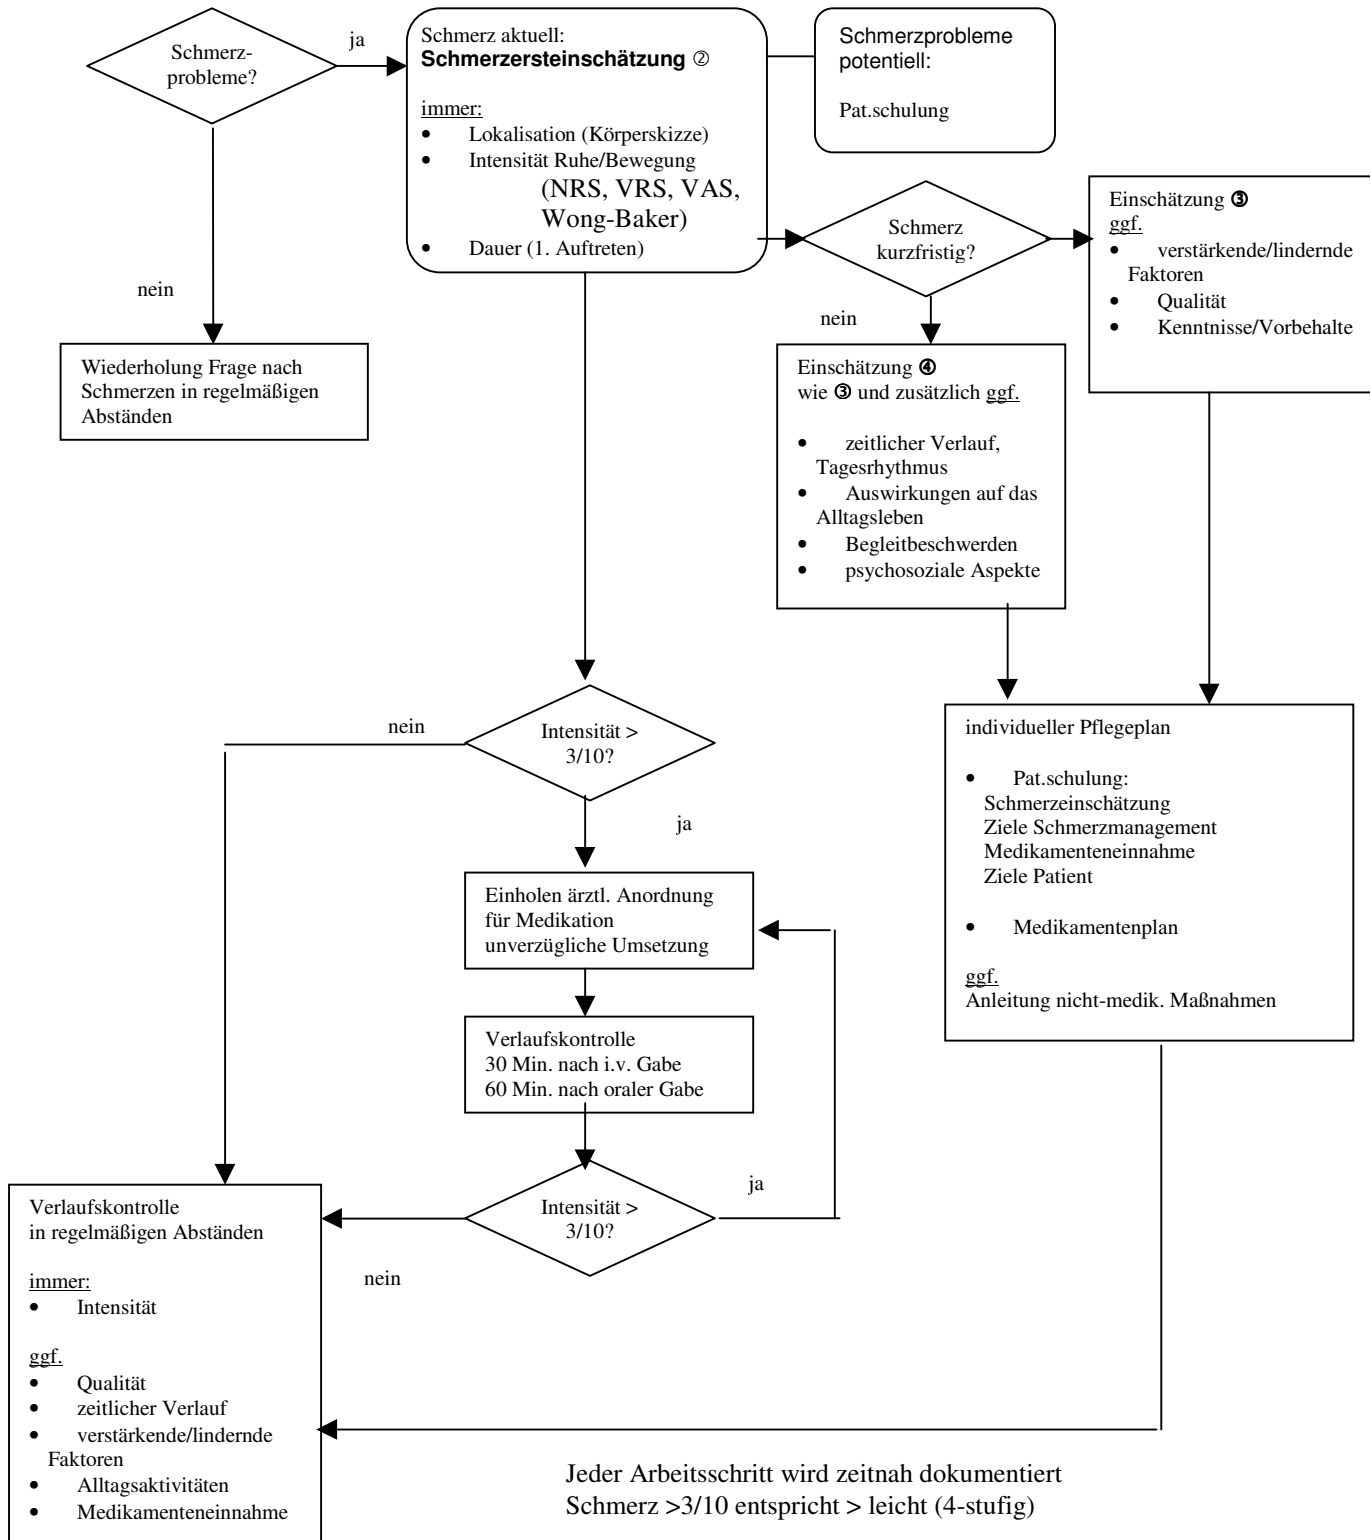 Schmerz-
probleme?
ja
Schmerz aktuell:
Schmerzersteinschätzung ②
immer:
• Lokalisation (Körperskizze)
• Intensität Ruhe/Bewegung
(NRS, VRS, VAS,
Wong-Baker)
• Dauer (1. Auftreten)
Schmerzprobleme
potentiell:
Pat.schulung
nein
Wiederholung Frage nach
Schmerzen in regelmäßigen
Abständen
Schmerz
kurzfristig?
Einschätzung ③
ggf.
• verstärkende/lindernde
Faktoren
• Qualität
• Kenntnisse/Vorbehalte
nein
Einschätzung ④
wie ③ und zusätzlich ggf.
• zeitlicher Verlauf,
Tagesrhythmus
• Auswirkungen auf das
Alltagsleben
• Begleitbeschwerden
• psychosoziale Aspekte
nein
Intensität >
3/10?
ja
individueller Pflegeplan
• Pat.schulung:
Schmerzeinschätzung
Ziele Schmerzmanagement
Medikamenteneinnahme
Ziele Patient
• Medikamentenplan
ggf.
Anleitung nicht-medik. Maßnahmen
Einholen ärztl. Anordnung
für Medikation
unverzügliche Umsetzung
Verlaufskontrolle
30 Min. nach i.v. Gabe
60 Min. nach oraler Gabe
Intensität >
3/10?
ja
nein
Verlaufskontrolle
in regelmäßigen Abständen
immer:
• Intensität
ggf.
• Qualität
• zeitlicher Verlauf
• verstärkende/lindernde
Faktoren
• Alltagsaktivitäten
• Medikamenteneinnahme
Jeder Arbeitsschritt wird zeitnah dokumentiert
Schmerz >3/10 entspricht > leicht (4-stufig)